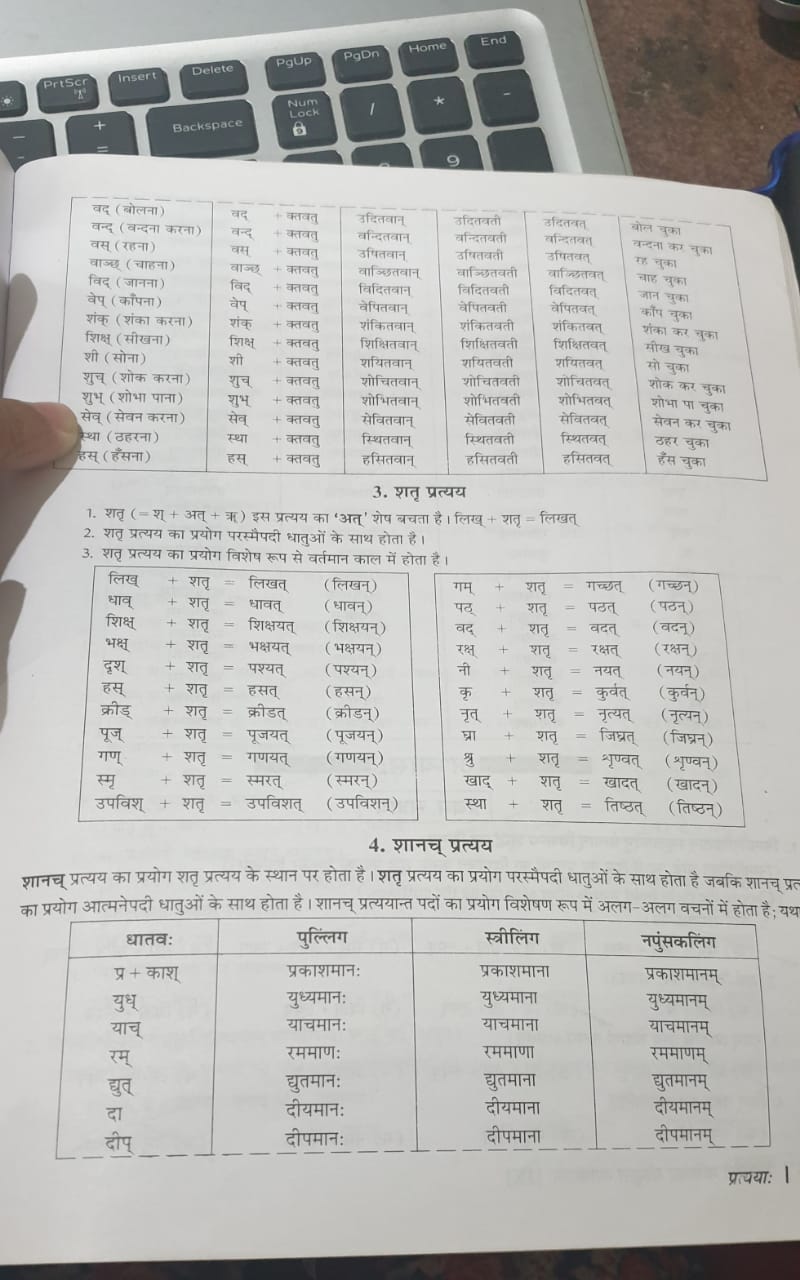 PrtScr Insert Delete PgUp PgDn Home End
Backspace Num Lock / * -
+ = 9
वद् (बोलना) वद् + क्तवतु उदितवान् उदितवती उदितवत् बोल चुका
वन्द् (वन्दना करना) वन्द् + क्तवतु वन्दितवान् वन्दितवती वन्दितवत् वन्दना कर चुका
वस् (रहना) वस् + क्तवतु उषितवान् उषितवती उषितवत् रह चुका
वाञ्छ् (चाहना) वाञ्छ् + क्तवतु वाञ्छितवान् वाञ्छितवती वाञ्छितवत् चाह चुका
विद् (जानना) विद् + क्तवतु विदितवान् विदितवती विदितवत् जान चुका
वेप् (काँपना) वेप् + क्तवतु वेपितवान् वेपितवती वेपितवत् काँप चुका
शंक् (शंका करना) शंक् + क्तवतु शंकितवान् शंकितवती शंकितवत् शंका कर चुका
शिक्ष् (सीखना) शिक्ष् + क्तवतु शिक्षितवान् शिक्षितवती शिक्षितवत् सीख चुका
शी (सोना) शी + क्तवतु शयितवान् शयितवती शयितवत् सो चुका
शुच् (शोक करना) शुच् + क्तवतु शोचितवान् शोचितवती शोचितवत् शोक कर चुका
शुभ् (शोभा पाना) शुभ् + क्तवतु शोभितवान् शोभितवती शोभितवत् शोभा पा चुका
सेव् (सेवन करना) सेव् + क्तवतु सेवितवान् सेवितवती सेवितवत् सेवन कर चुका
स्था (ठहरना) स्था + क्तवतु स्थितवान् स्थितवती स्थितवत् ठहर चुका
हस् (हँसना) हस् + क्तवतु हसितवान् हसितवती हसितवत् हँस चुका
3. शतृ प्रत्यय
1. शतृ (= श् + अत् + ऋ) इस प्रत्यय का ‘अत्’ शेष बचता है। लिख् + शतृ = लिखत्
2. शतृ प्रत्यय का प्रयोग परस्मैपदी धातुओं के साथ होता है।
3. शतृ प्रत्यय का प्रयोग विशेष रूप से वर्तमान काल में होता है।
लिख् + शतृ = लिखत् (लिखन्)
धाव् + शतृ = धावत् (धावन्)
शिक्ष् + शतृ = शिक्षयत् (शिक्षयन्)
भक्ष् + शतृ = भक्षयत् (भक्षयन्)
दृश् + शतृ = पश्यत् (पश्यन्)
हस् + शतृ = हसत् (हसन्)
क्रीड् + शतृ = क्रीडत् (क्रीडन्)
पूज् + शतृ = पूजयत् (पूजयन्)
गण् + शतृ = गणयत् (गणयन्)
स्मृ + शतृ = स्मरत् (स्मरन्)
उपविश् + शतृ = उपविशत् (उपविशन्)
गम् + शतृ = गच्छत् (गच्छन्)
पठ् + शतृ = पठत् (पठन्)
वद् + शतृ = वदत् (वदन्)
रक्ष् + शतृ = रक्षत् (रक्षन्)
नी + शतृ = नयत् (नयन्)
कृ + शतृ = कुर्वत् (कुर्वन्)
नृत् + शतृ = नृत्यत् (नृत्यन्)
घ्रा + शतृ = जिघ्रत् (जिघ्रन्)
श्रु + शतृ = शृण्वत् (शृण्वन्)
खाद् + शतृ = खादत् (खादन्)
स्था + शतृ = तिष्ठत् (तिष्ठन्)
4. शानच् प्रत्यय
शानच् प्रत्यय का प्रयोग शतृ प्रत्यय के स्थान पर होता है। शतृ प्रत्यय का प्रयोग परस्मैपदी धातुओं के साथ होता है जबकि शानच्
का प्रयोग आत्मनेपदी धातुओं के साथ होता है। शानच् प्रत्ययान्त पदों का प्रयोग विशेषण रूप में अलग-अलग वचनों में होता है; यथा
धातवः पुल्लिंग स्त्रीलिंग नपुंसकलिंग
प्र + काश् प्रकाशमानः प्रकाशमाना प्रकाशमानम्
युध् युध्यमानः युध्यमाना युध्यमानम्
याच् याचमानः याचमाना याचमानम्
रम् रममाणः रममाणा रममाणम्
द्युत् द्युतमानः द्युतमाना द्युतमानम्
दा दीयमानः दीयमाना दीयमानम्
दीप् दीपमानः दीपमाना दीपमानम्
प्रत्ययाः |